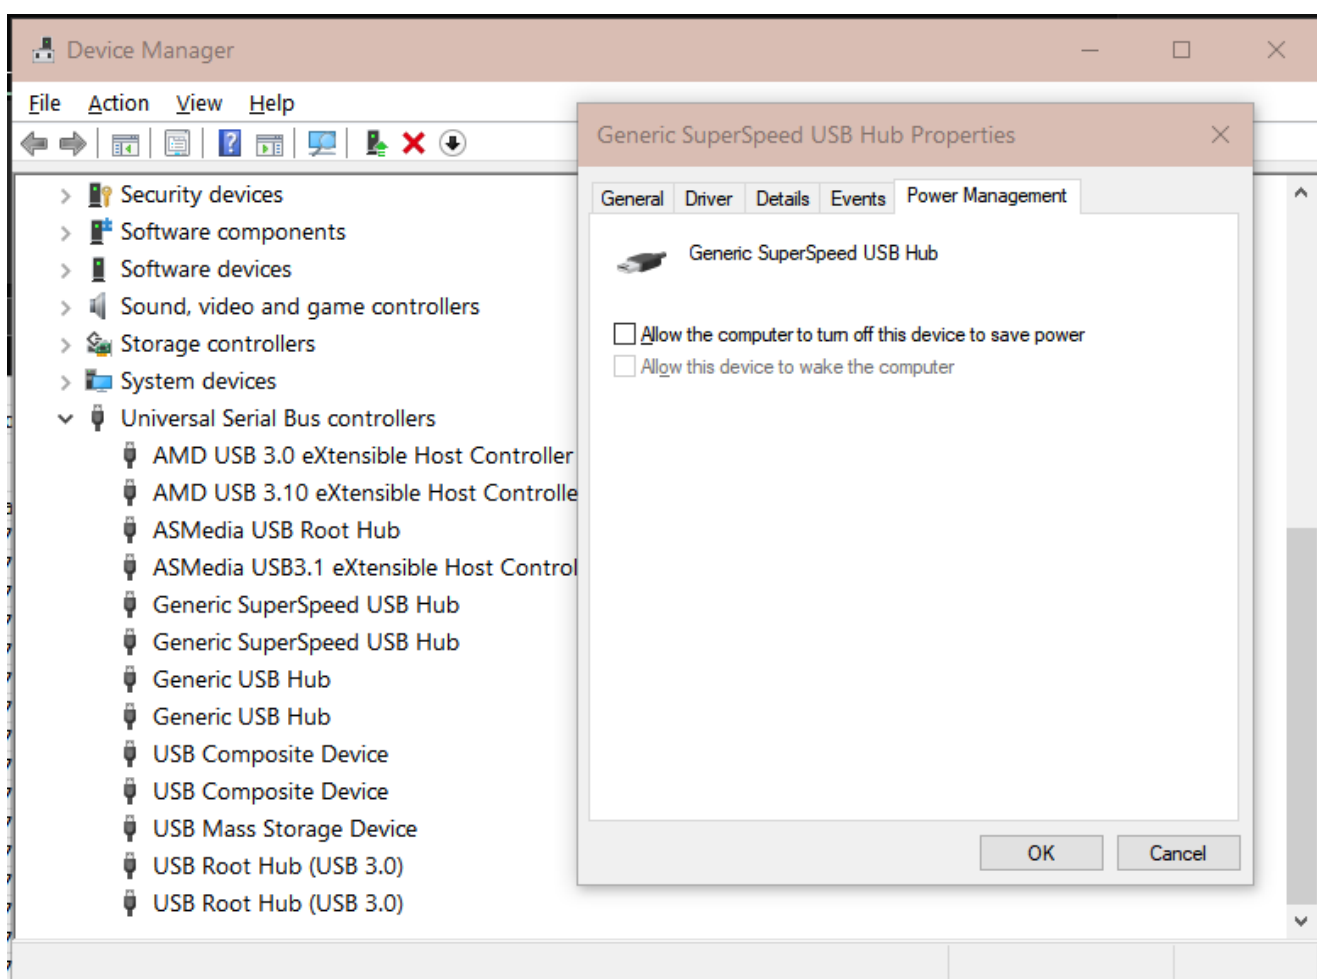 Device Manager
File Action View Help
Security devices
Software components
Software devices
Sound, video and game controllers
Storage controllers
System devices
Universal Serial Bus controllers
AMD USB 3.0 eXtensible Host Controller
AMD USB 3.10 eXtensible Host Controlle
ASMedia USB Root Hub
ASMedia USB3.1 eXtensible Host Control
Generic SuperSpeed USB Hub
Generic SuperSpeed USB Hub
Generic USB Hub
Generic USB Hub
USB Composite Device
USB Composite Device
USB Mass Storage Device
USB Root Hub (USB 3.0)
USB Root Hub (USB 3.0)
Generic SuperSpeed USB Hub Properties
General Driver Details Events Power Management
Generic SuperSpeed USB Hub
Allow the computer to turn off this device to save power
Allow this device to wake the computer
OK Cancel